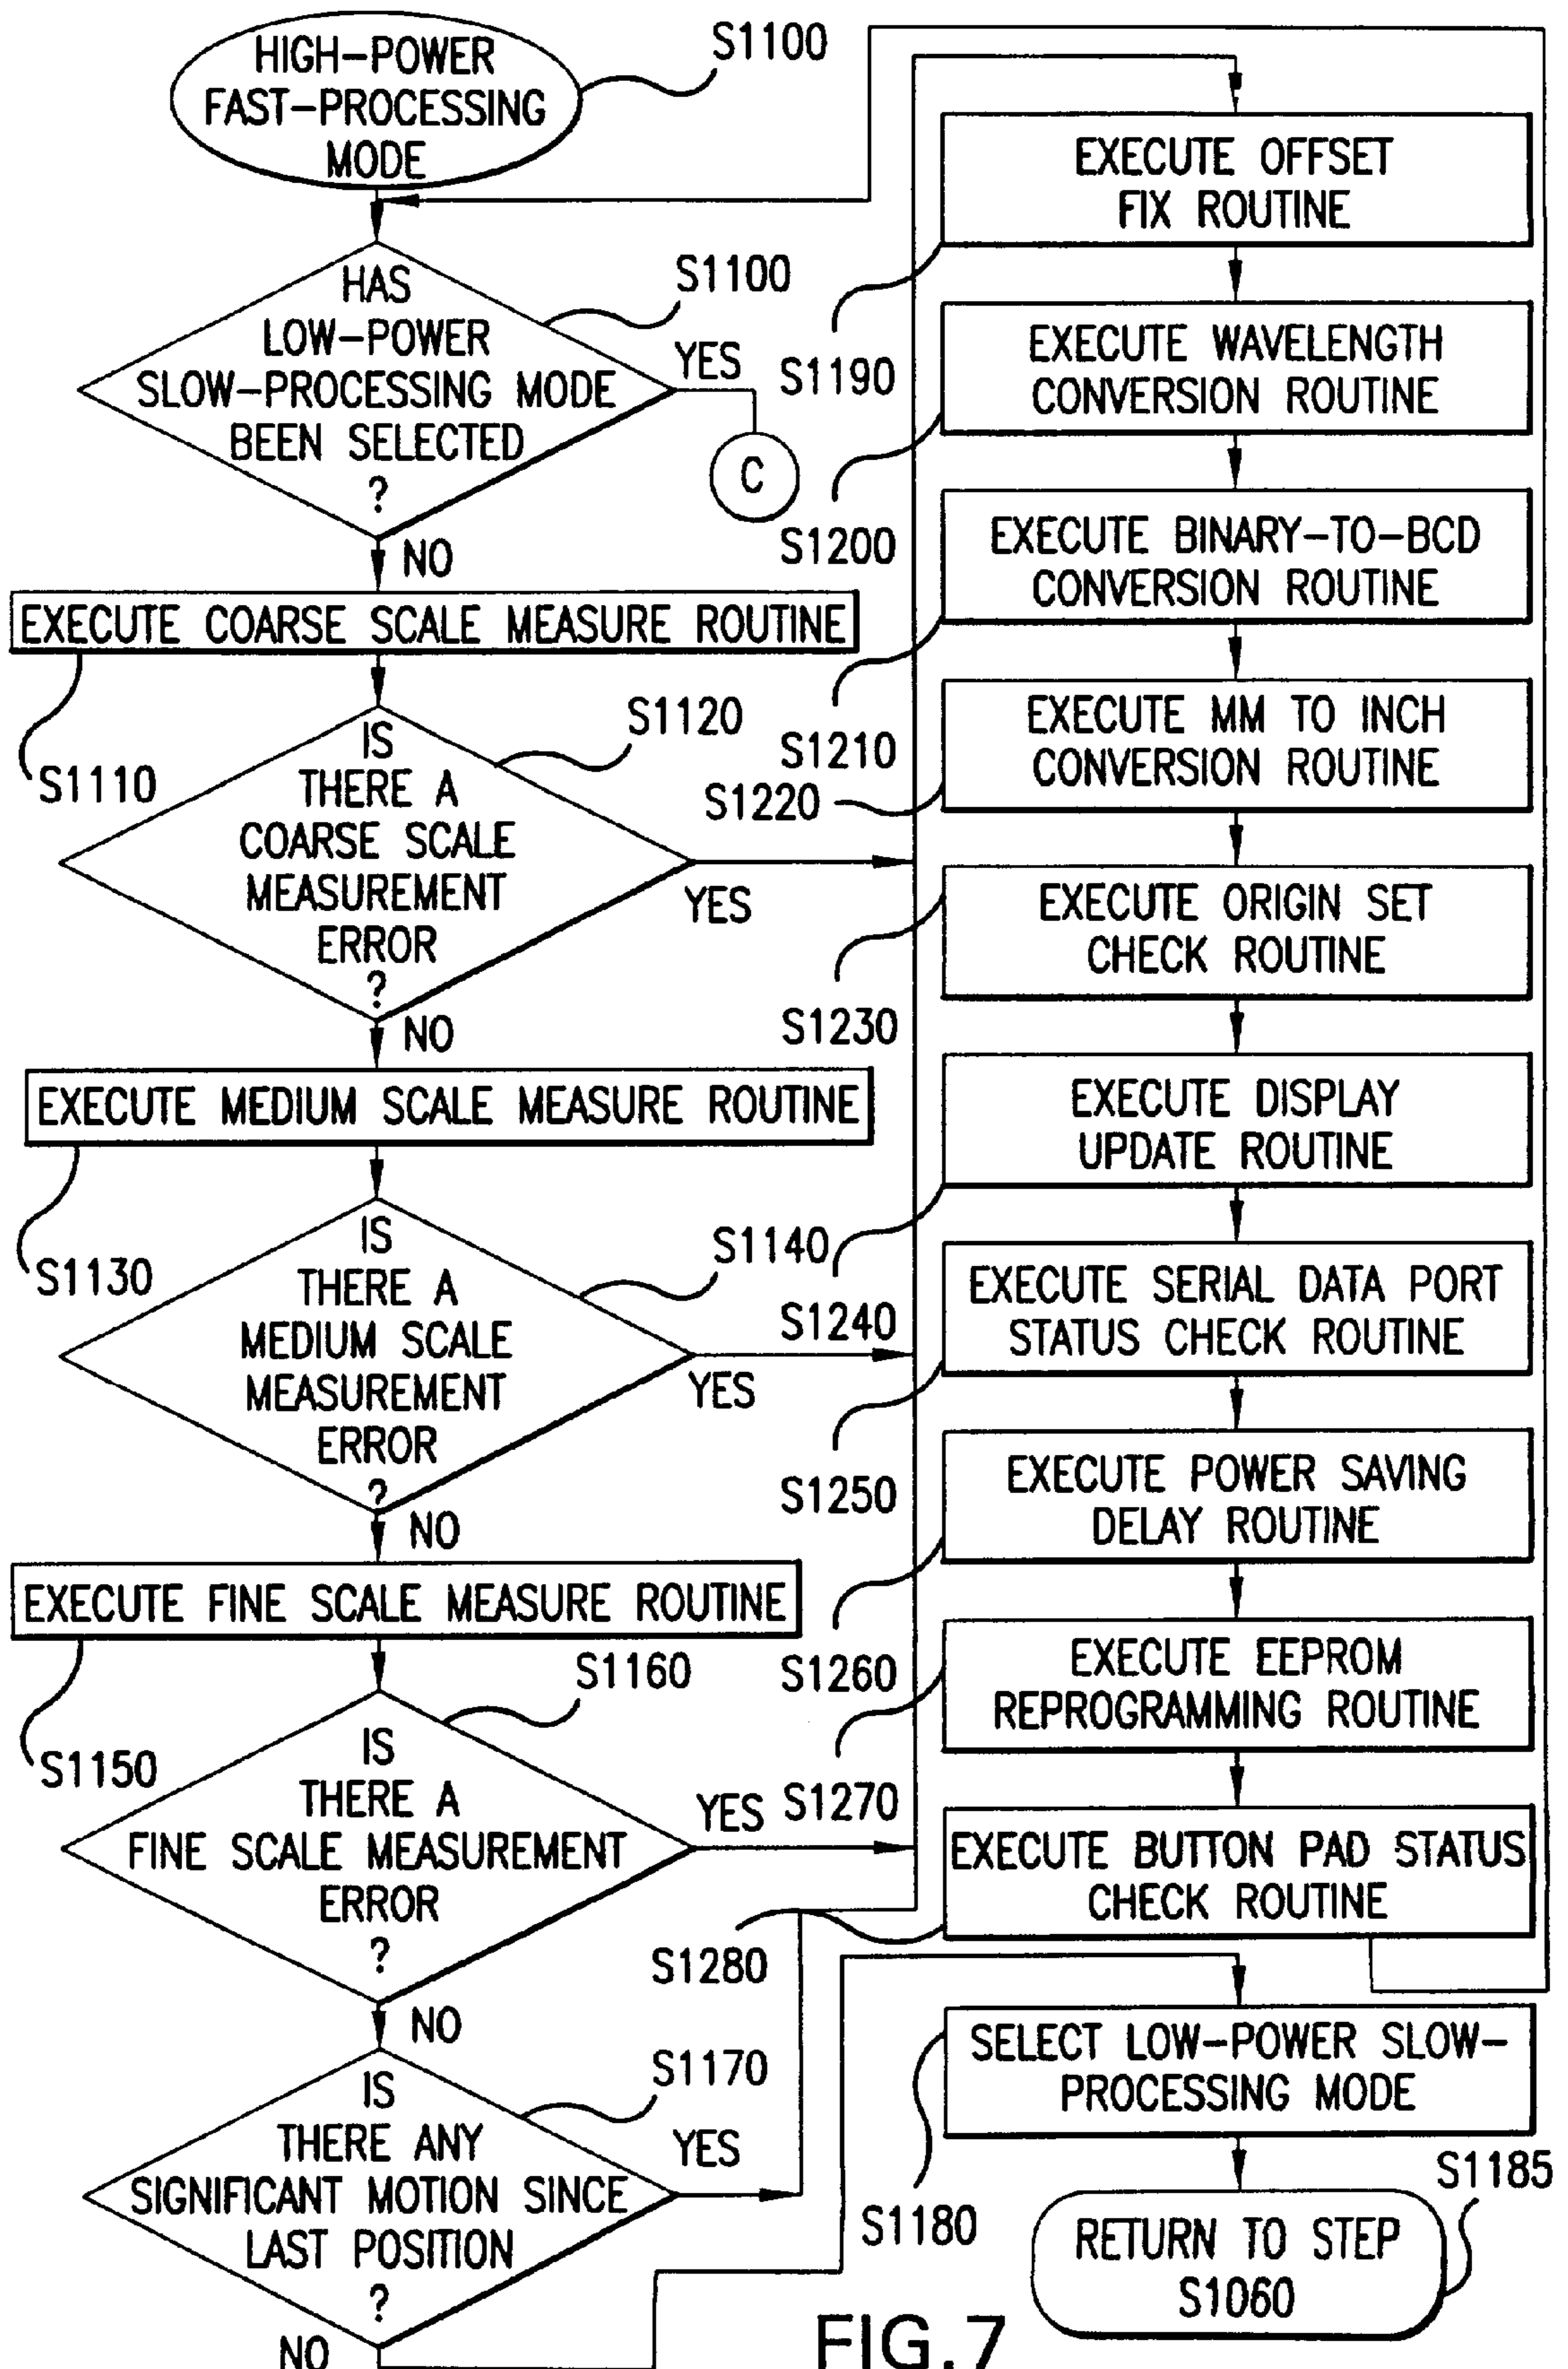 HIGH-POWER
FAST-PROCESSING
MODE
S1100
HAS
LOW-POWER
SLOW-PROCESSING MODE
BEEN SELECTED
?
S1100
YES
C
NO
EXECUTE COARSE SCALE MEASURE ROUTINE
S1110
IS
THERE A
COARSE SCALE
MEASUREMENT
ERROR
?
S1120
YES
NO
EXECUTE MEDIUM SCALE MEASURE ROUTINE
S1130
IS
THERE A
MEDIUM SCALE
MEASUREMENT
ERROR
?
S1140
YES
NO
EXECUTE FINE SCALE MEASURE ROUTINE
S1150
IS
THERE A
FINE SCALE MEASUREMENT
ERROR
?
S1160
YES
NO
IS
THERE ANY
SIGNIFICANT MOTION SINCE
LAST POSITION
?
S1170
YES
NO
EXECUTE OFFSET
FIX ROUTINE
S1190
EXECUTE WAVELENGTH
CONVERSION ROUTINE
S1200
EXECUTE BINARY-TO-BCD
CONVERSION ROUTINE
S1210
EXECUTE MM TO INCH
CONVERSION ROUTINE
S1220
EXECUTE ORIGIN SET
CHECK ROUTINE
S1230
EXECUTE DISPLAY
UPDATE ROUTINE
S1240
EXECUTE SERIAL DATA PORT
STATUS CHECK ROUTINE
S1250
EXECUTE POWER SAVING
DELAY ROUTINE
S1260
EXECUTE EEPROM
REPROGRAMMING ROUTINE
S1270
EXECUTE BUTTON PAD STATUS
CHECK ROUTINE
S1280
SELECT LOW-POWER SLOW-
PROCESSING MODE
S1180
RETURN TO STEP
S1060
S1185
FIG.7